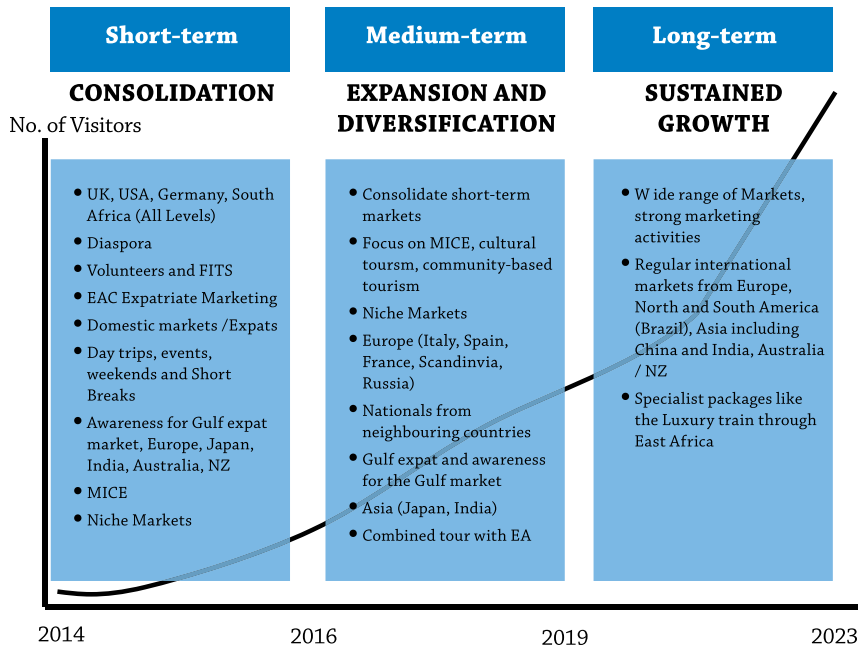 Short-term
Medium-term
Long-term
CONSOLIDATION
EXPANSION AND
DIVERSIFICATION
SUSTAINED
GROWTH
No. of Visitors
• UK, USA, Germany, South
Africa (All Levels)
• Diaspora
• Volunteers and FITS
• EAC Expatriate Marketing
• Domestic markets /Expats
• Day trips, events,
weekends and Short
Breaks
• Awareness for Gulf expat
market, Europe, Japan,
India, Australia, NZ
• MICE
• Niche Markets
• Consolidate short-term
markets
• Focus on MICE, cultural
toursm, community-based
tourism
• Niche Markets
• Europe (Italy, Spain,
France, Scandinvia,
Russia)
• Nationals from
neighbouring countries
• Gulf expat and awareness
for the Gulf market
• Asia (Japan, India)
• Combined tour with EA
• W ide range of Markets,
strong marketing
activities
• Regular international
markets from Europe,
North and South America
(Brazil), Asia including
China and India, Australia
/ NZ
• Specialist packages like
the Luxury train through
East Africa
2014
2016
2019
2023